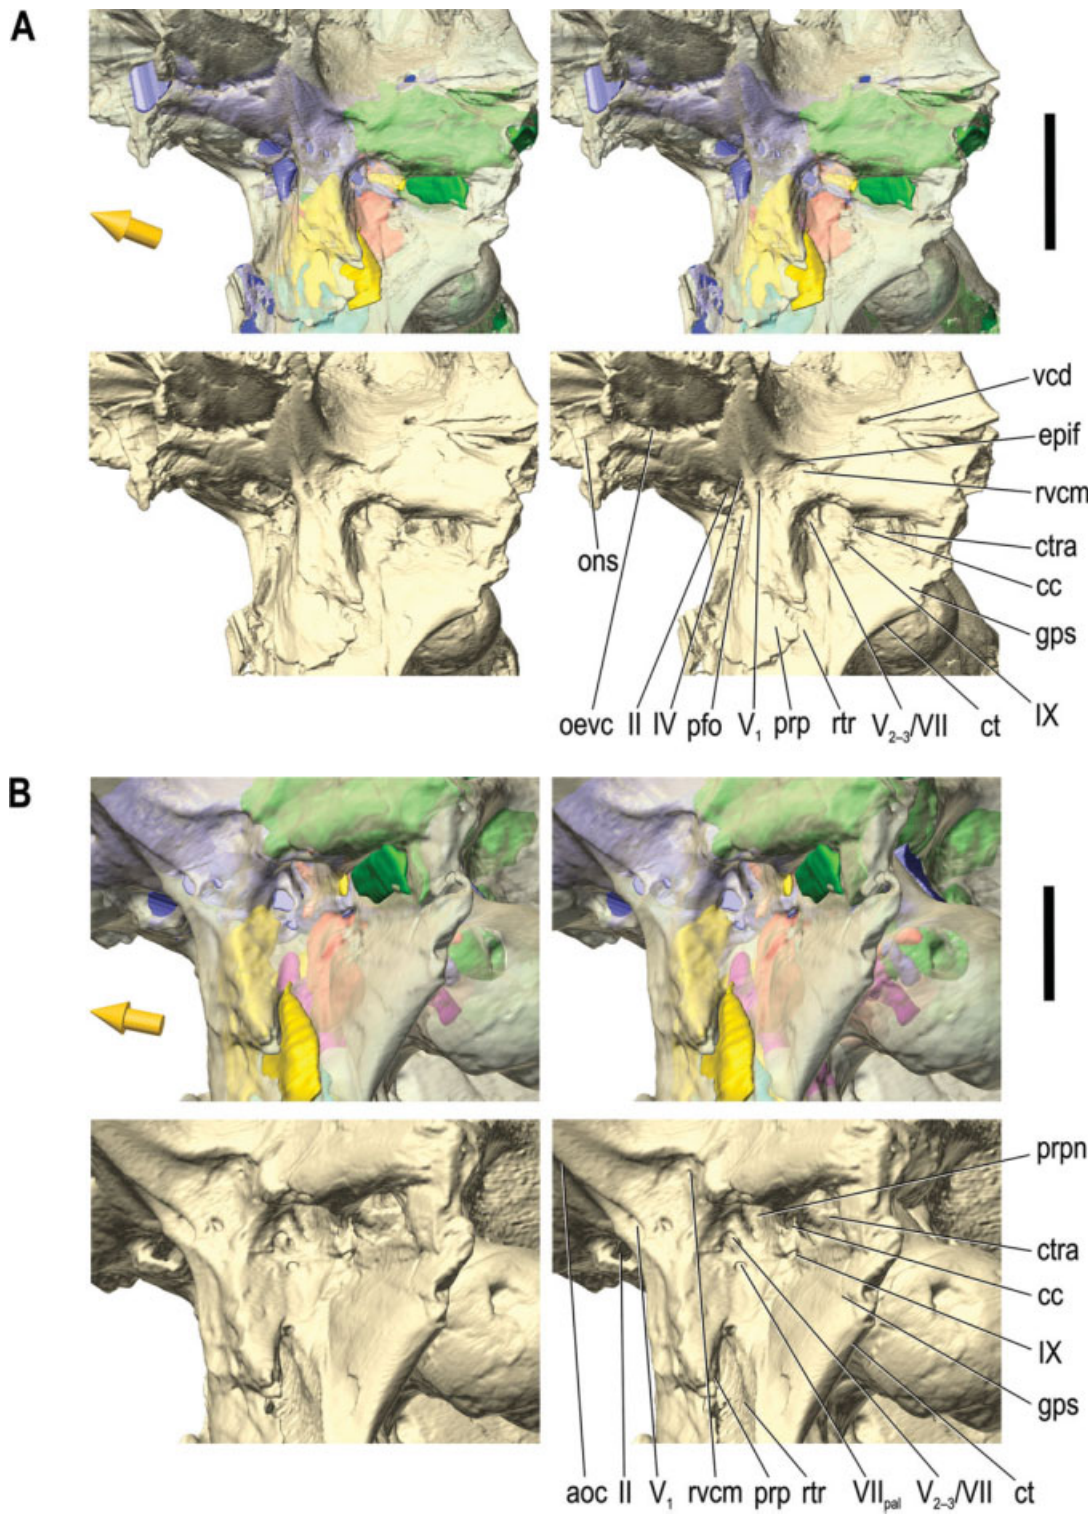 A
vcd
epif
rvcm
ctra
cc
gps
IX
ons
oevc II IV pfo V₁ prp rtr V₂₋₃/VII ct
B
prpn
ctra
cc
IX
gps
aoc II V₁ rvcm prp rtr VIIpal V₂₋₃/VII ct